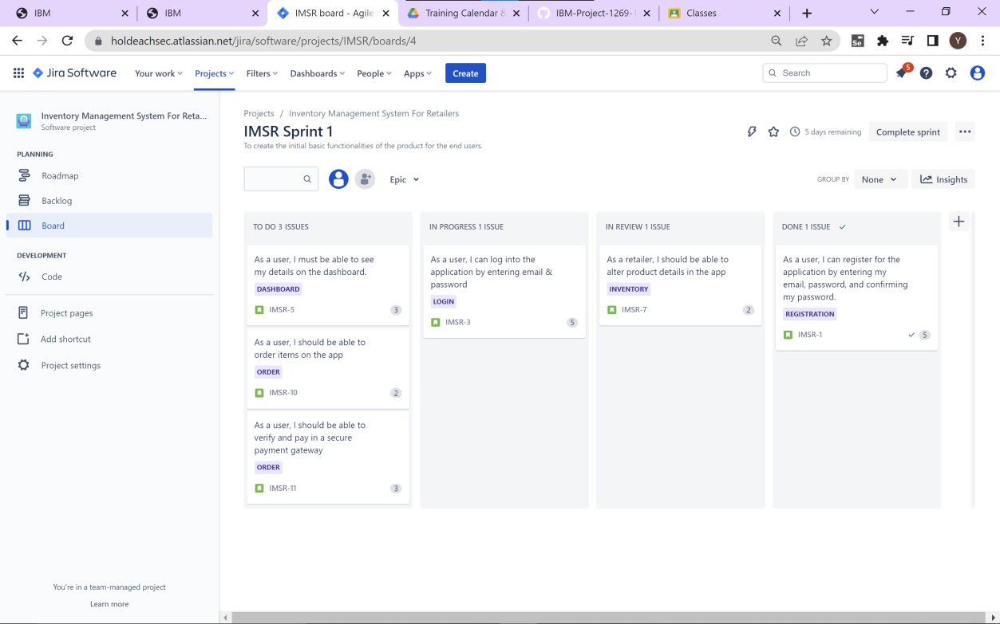 IBM
IBM
IMSR board - Agile
Training Calendar &
IBM-Project-1269-1
Classes
holdeachsec.atlassian.net/jira/software/projects/IMSR/boards/4
Se
Y
Jira Software
Your work
Projects
Filters
Dashboards
People
Apps
Create
Search
5
Inventory Management System For Reta...
Software project
PLANNING
Roadmap
Backlog
Board
DEVELOPMENT
Code
Project pages
Add shortcut
Project settings
You're in a team-managed project
Learn more
Projects / Inventory Management System For Retailers
IMSR Sprint 1
To create the initial basic functionalities of the product for the end users.
5 days remaining
Complete sprint
Epic
GROUP BY
None
Insights
TO DO 3 ISSUES
As a user, I must be able to see
my details on the dashboard.
DASHBOARD
IMSR-5
3
As a user, I should be able to
order items on the app
ORDER
IMSR-10
2
As a user, I should be able to
verify and pay in a secure
payment gateway
ORDER
IMSR-11
3
IN PROGRESS 1 ISSUE
As a user, I can log into the
application by entering email &
password
LOGIN
IMSR-3
5
IN REVIEW 1 ISSUE
As a retailer, I should be able to
alter product details in the app
INVENTORY
IMSR-7
2
DONE 1 ISSUE
As a user, I can register for the
application by entering my
email, password, and confirming
my password.
REGISTRATION
IMSR-1
5